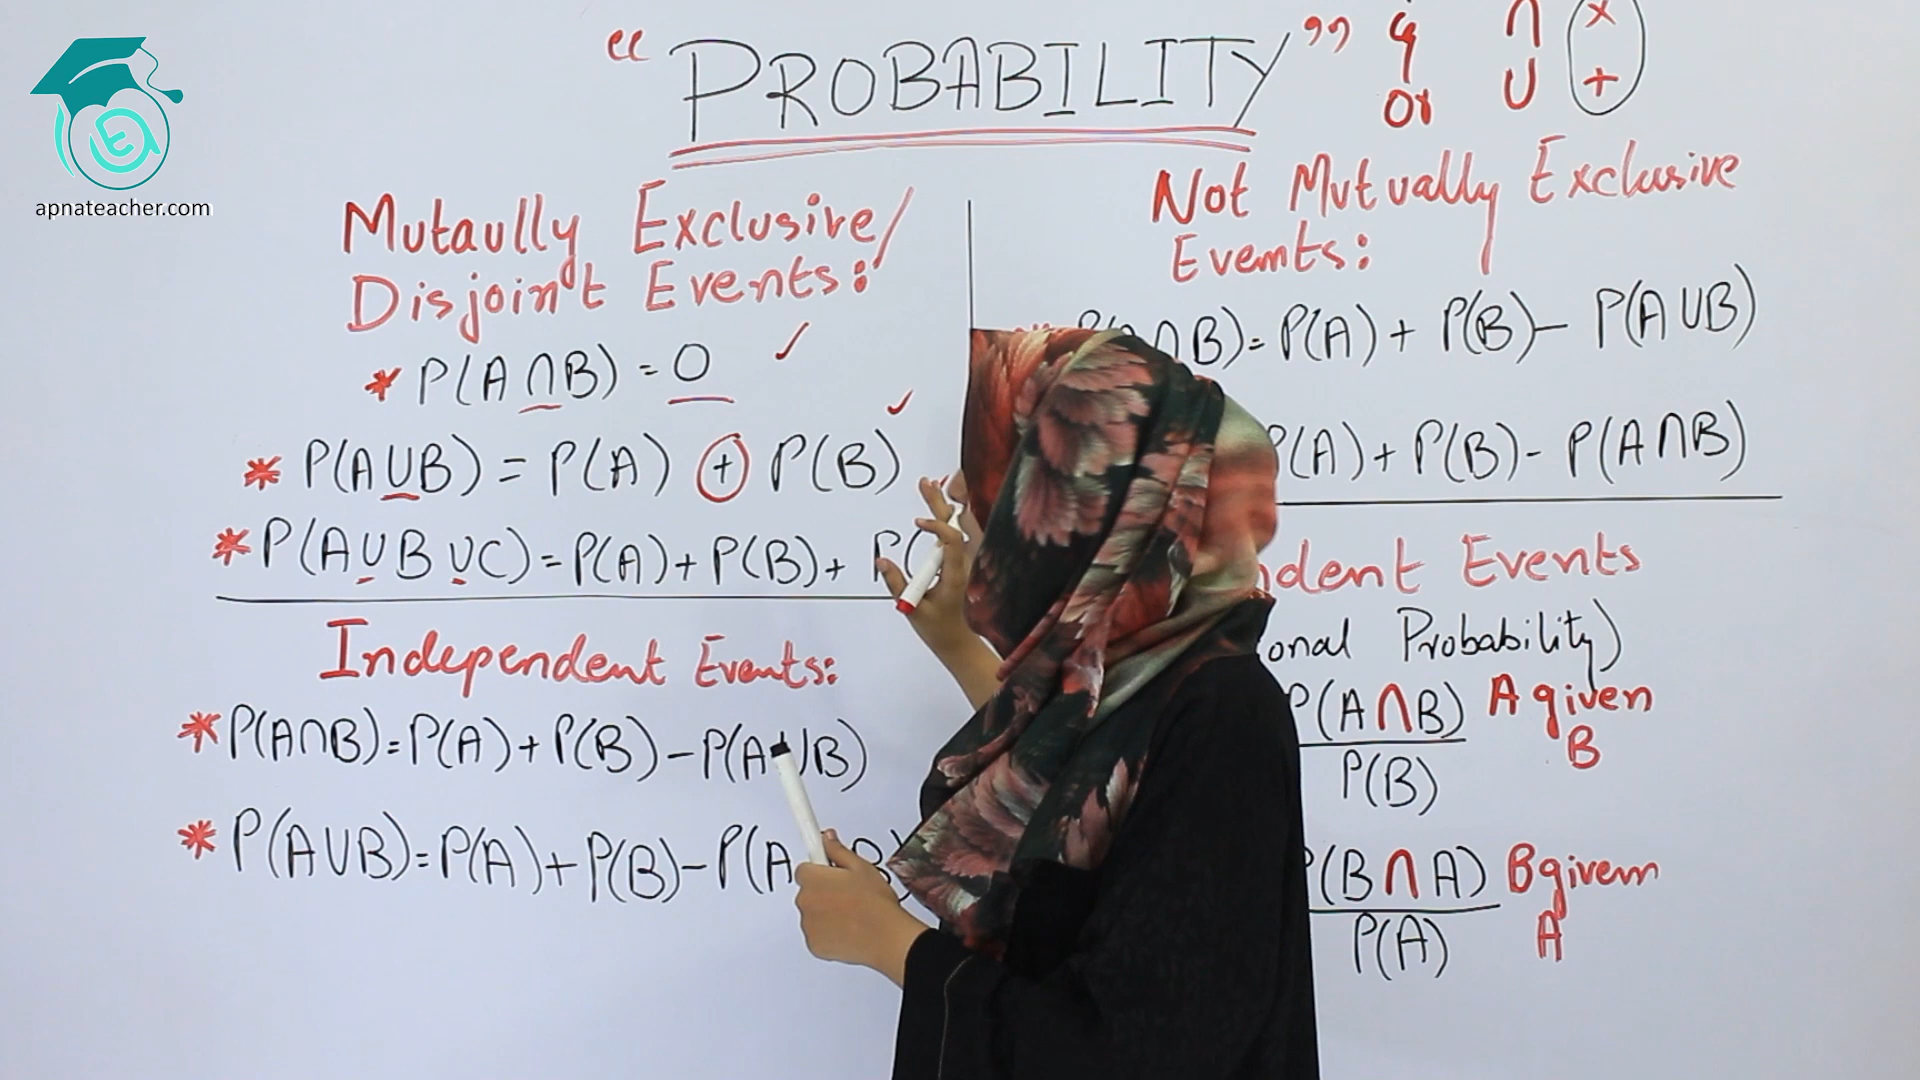 apnateacher.com
“PROBABILITY”
& ∩ ×
or ∪ +
Mutaully Exclusive/
Disjoint Events:
* P(A∩B) = 0 ✓
* P(A∪B) = P(A) + P(B) ✓
* P(A∪B∪C) = P(A) + P(B) + P(
Independent Events:
* P(A∩B) = P(A) + P(B) - P(A∪B)
* P(A∪B) = P(A) + P(B) - P(A B)
Not Mutually Exclusive
Events:
∩B) = P(A) + P(B) - P(A∪B)
P(A) + P(B) - P(A∩B)
dent Events
onal Probability)
P(A∩B) A given
P(B) B
P(B∩A) B given
P(A) A